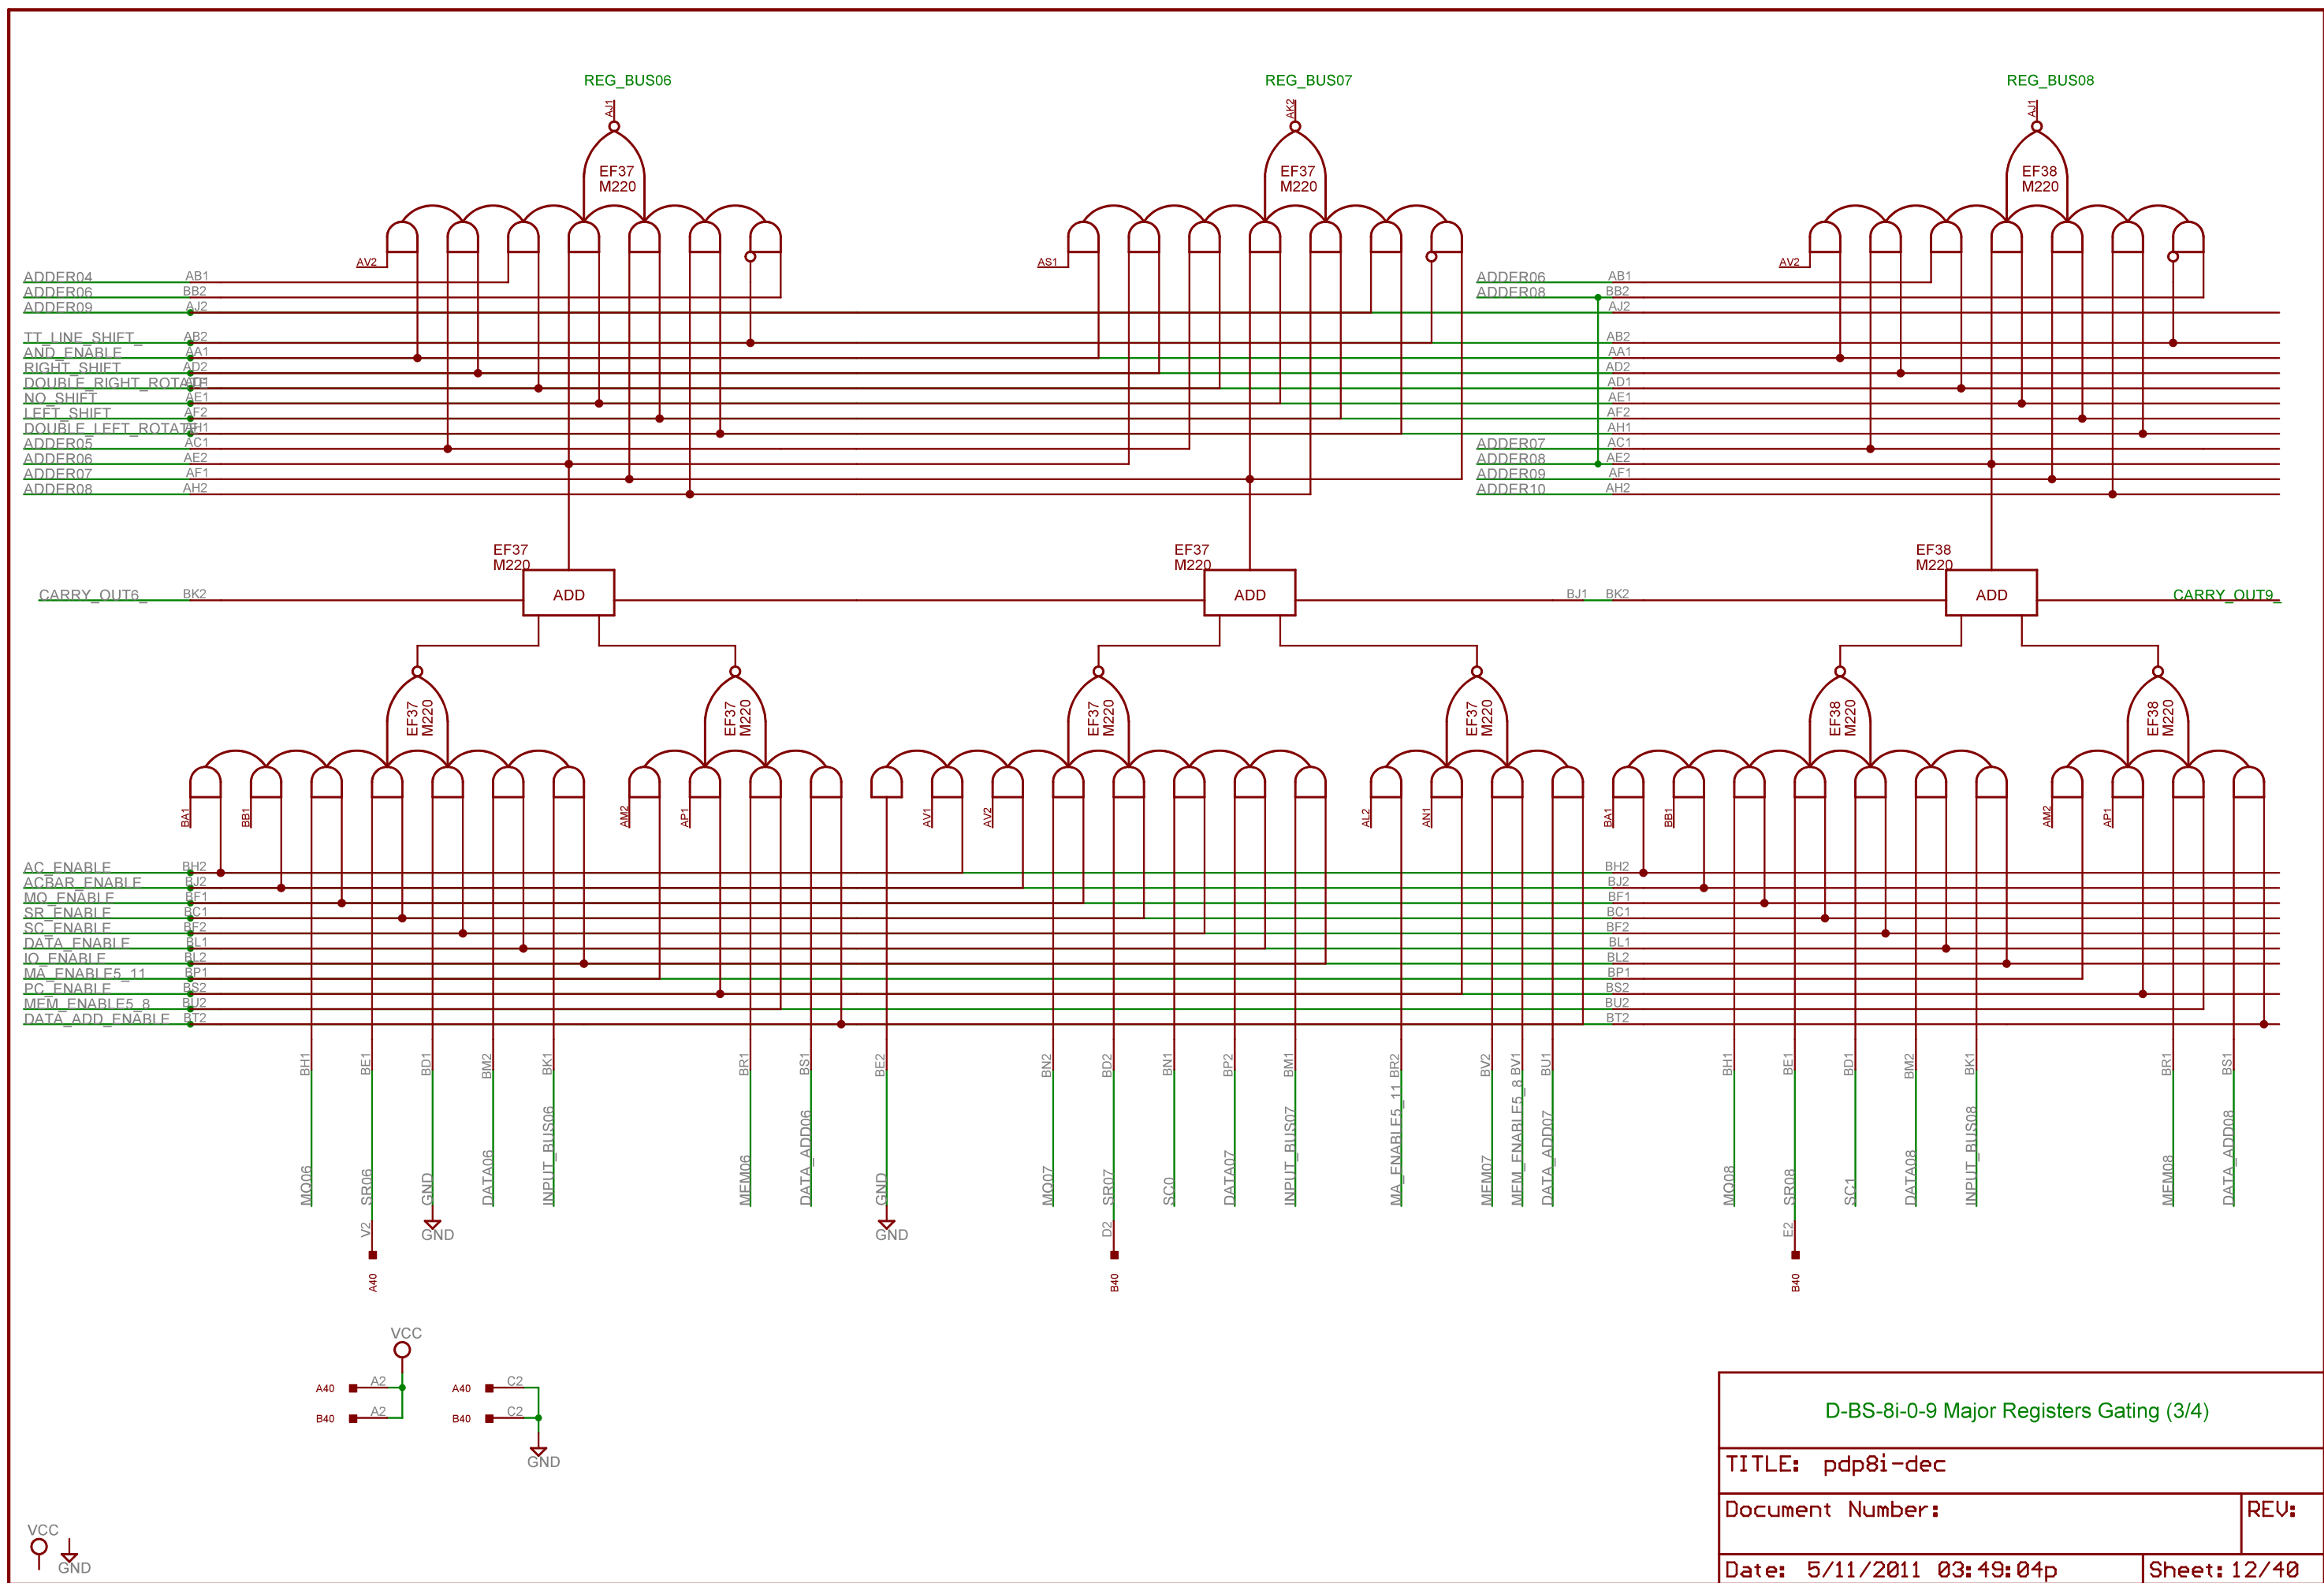 REG_BUS06 REG_BUS07 REG_BUS08
AJ1 AK2 AJ1
EF37 EF37 EF38
M220 M220 M220
AV2 AS1 AV2
ADDER04 AB1 ADDER06 AB1
ADDER06 BB2 ADDER08 BB2
ADDER09 AJ2 AJ2
TT_LINE_SHIFT_ AB2 AB2
AND_ENABLE AA1 AA1
RIGHT_SHIFT AD2 AD2
DOUBLE_RIGHT_ROTATE AD1 AD1
NO_SHIFT AE1 AE1
LEFT_SHIFT AF2 AF2
DOUBLE_LEFT_ROTATE AH1 AH1
ADDER05 AC1 ADDER07 AC1
ADDER06 AE2 ADDER08 AE2
ADDER07 AF1 ADDER09 AF1
ADDER08 AH2 ADDER10 AH2
EF37 EF37 EF38
M220 M220 M220
CARRY_OUT6_ BK2 ADD ADD BJ1 BK2 ADD CARRY_OUT9_
EF37 EF37 EF37 EF37 EF38 EF38
M220 M220 M220 M220 M220 M220
BA1 BB1 AM2 AP1 AV1 AV2 AL2 AN1 BA1 BB1 AM2 AP1
AC_ENABLE BH2 BH2
ACBAR_ENABLE BJ2 BJ2
MQ_ENABLE BF1 BF1
SR_ENABLE BC1 BC1
SC_ENABLE BF2 BF2
DATA_ENABLE BL1 BL1
IO_ENABLE BL2 BL2
MA_ENABLE5_11 BP1 BP1
PC_ENABLE BS2 BS2
MEM_ENABLE5_8 BU2 BU2
DATA_ADD_ENABLE BT2 BT2
BH1 BE1 BD1 BM2 BK1 BR1 BS1 BE2 BN2 BD2 BN1 BP2 BM1 BR2 BV2 BV1 BU1 BH1 BE1 BD1 BM2 BK1 BR1 BS1
MQ06 SR06 GND DATA06 INPUT_BUS06 MEM06 DATA_ADD06 GND MQ07 SR07 SC0 DATA07 INPUT_BUS07 MA_ENABLE5_11 MEM07 MEM_ENABLE5_8 DATA_ADD07 MQ08 SR08 SC1 DATA08 INPUT_BUS08 MEM08 DATA_ADD08
V2 GND GND D2 E2
A40 B40 B40
VCC
A40 A2 A40 C2
B40 A2 B40 C2
GND
D-BS-8i-0-9 Major Registers Gating (3/4)
TITLE: pdp8i-dec
Document Number:
REV:
VCC
GND
Date: 5/11/2011 03:49:04p
Sheet: 12/40